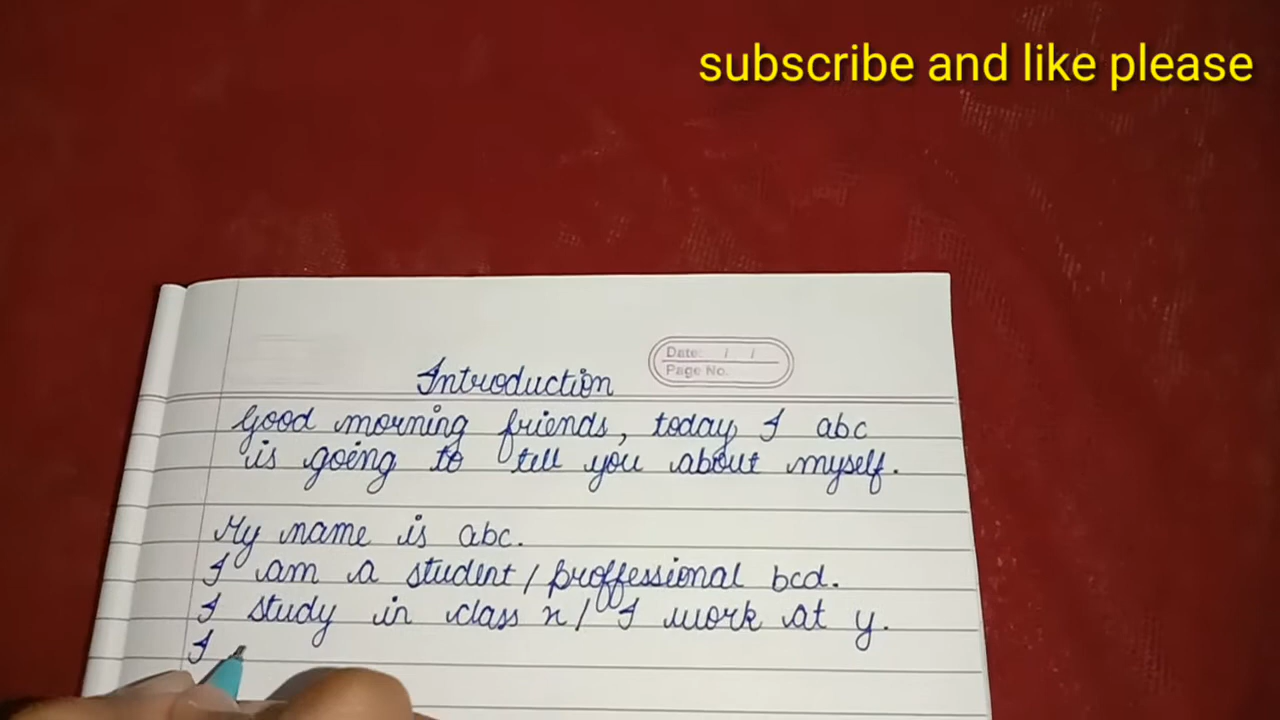 subscribe and like please
Date: / /
Page No.
Introduction
Good morning friends, today I abc
is going to tell you about myself.
My name is abc.
I am a student / proffessional bcd.
I study in class x / I work at y.
I